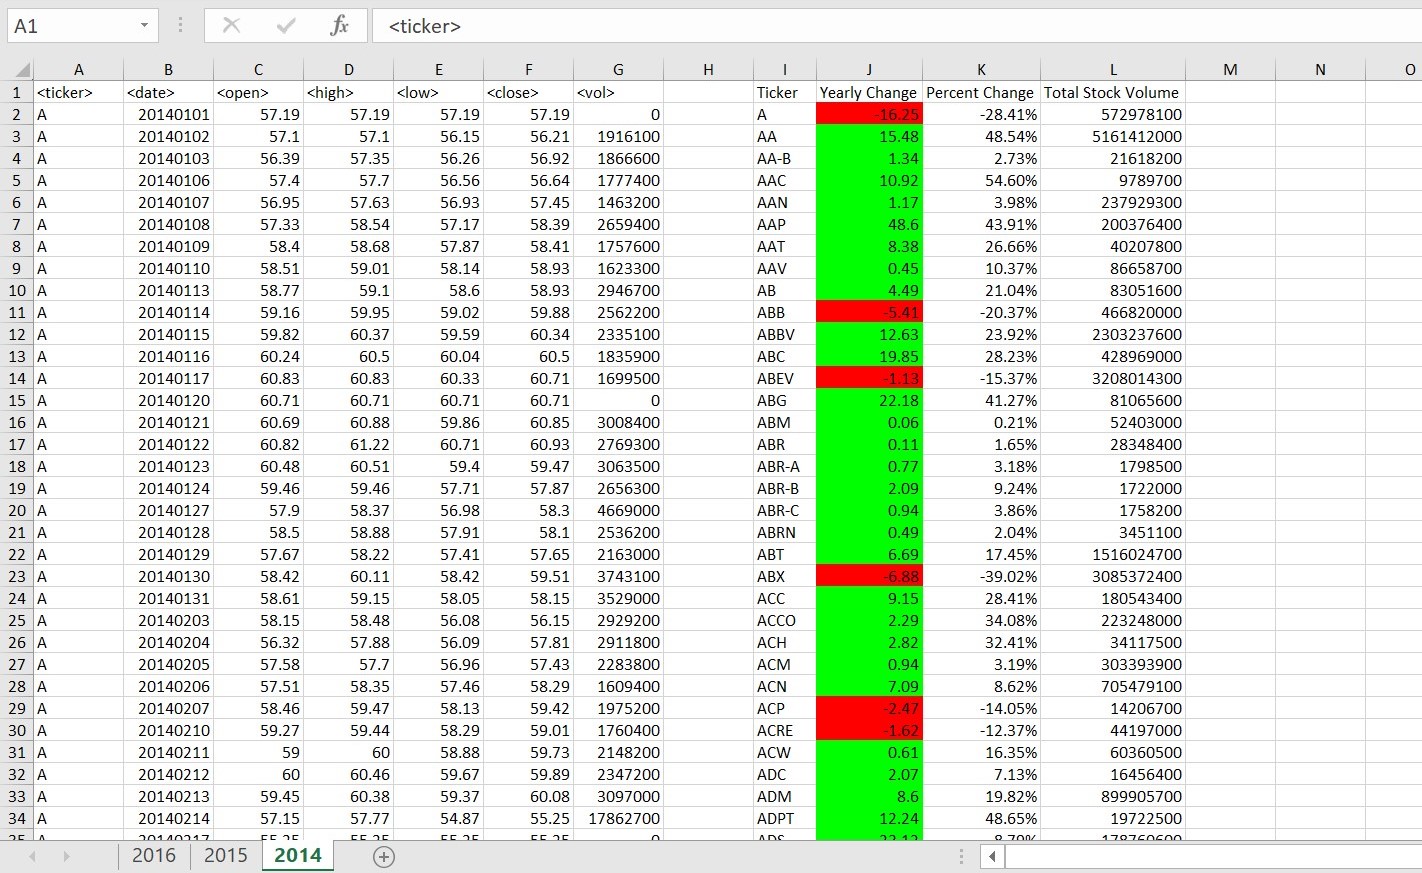 A1 fx <ticker>
A B C D E F G H I J K L M N O
1 <ticker> <date> <open> <high> <low> <close> <vol> Ticker Yearly Change Percent Change Total Stock Volume
2 A 20140101 57.19 57.19 57.19 57.19 0 A -16.25 -28.41% 572978100
3 A 20140102 57.1 57.1 56.15 56.21 1916100 AA 15.48 48.54% 5161412000
4 A 20140103 56.39 57.35 56.26 56.92 1866600 AA-B 1.34 2.73% 21618200
5 A 20140106 57.4 57.7 56.56 56.64 1777400 AAC 10.92 54.60% 9789700
6 A 20140107 56.95 57.63 56.93 57.45 1463200 AAN 1.17 3.98% 237929300
7 A 20140108 57.33 58.54 57.17 58.39 2659400 AAP 48.6 43.91% 200376400
8 A 20140109 58.4 58.68 57.87 58.41 1757600 AAT 8.38 26.66% 40207800
9 A 20140110 58.51 59.01 58.14 58.93 1623300 AAV 0.45 10.37% 86658700
10 A 20140113 58.77 59.1 58.6 58.93 2946700 AB 4.49 21.04% 83051600
11 A 20140114 59.16 59.95 59.02 59.88 2562200 ABB -5.41 -20.37% 466820000
12 A 20140115 59.82 60.37 59.59 60.34 2335100 ABBV 12.63 23.92% 2303237600
13 A 20140116 60.24 60.5 60.04 60.5 1835900 ABC 19.85 28.23% 428969000
14 A 20140117 60.83 60.83 60.33 60.71 1699500 ABEV -1.13 -15.37% 3208014300
15 A 20140120 60.71 60.71 60.71 60.71 0 ABG 22.18 41.27% 81065600
16 A 20140121 60.69 60.88 59.86 60.85 3008400 ABM 0.06 0.21% 52403000
17 A 20140122 60.82 61.22 60.71 60.93 2769300 ABR 0.11 1.65% 28348400
18 A 20140123 60.48 60.51 59.4 59.47 3063500 ABR-A 0.77 3.18% 1798500
19 A 20140124 59.46 59.46 57.71 57.87 2656300 ABR-B 2.09 9.24% 1722000
20 A 20140127 57.9 58.37 56.98 58.3 4669000 ABR-C 0.94 3.86% 1758200
21 A 20140128 58.5 58.88 57.91 58.1 2536200 ABRN 0.49 2.04% 3451100
22 A 20140129 57.67 58.22 57.41 57.65 2163000 ABT 6.69 17.45% 1516024700
23 A 20140130 58.42 60.11 58.42 59.51 3743100 ABX -6.88 -39.02% 3085372400
24 A 20140131 58.61 59.15 58.05 58.15 3529000 ACC 9.15 28.41% 180543400
25 A 20140203 58.15 58.48 56.08 56.15 2929200 ACCO 2.29 34.08% 223248000
26 A 20140204 56.32 57.88 56.09 57.81 2911800 ACH 2.82 32.41% 34117500
27 A 20140205 57.58 57.7 56.96 57.43 2283800 ACM 0.94 3.19% 303393900
28 A 20140206 57.51 58.35 57.46 58.29 1609400 ACN 7.09 8.62% 705479100
29 A 20140207 58.46 59.47 58.13 59.42 1975200 ACP -2.47 -14.05% 14206700
30 A 20140210 59.27 59.44 58.29 59.01 1760400 ACRE -1.62 -12.37% 44197000
31 A 20140211 59 60 58.88 59.73 2148200 ACW 0.61 16.35% 60360500
32 A 20140212 60 60.46 59.67 59.89 2347200 ADC 2.07 7.13% 16456400
33 A 20140213 59.45 60.38 59.37 60.08 3097000 ADM 8.6 19.82% 899905700
34 A 20140214 57.15 57.77 54.87 55.25 17862700 ADPT 12.24 48.65% 19722500
2016 2015 2014